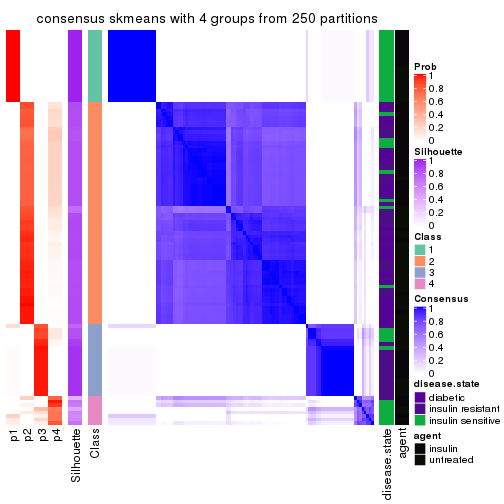 consensus skmeans with 4 groups from 250 partitions
Prob
1
0.8
0.6
0.4
0.2
0
Silhouette
1
0.8
0.6
0.4
0.2
0
Class
1
2
3
4
Consensus
1
0.8
0.6
0.4
0.2
0
disease.state
diabetic
insulin resistant
insulin sensitive
agent
insulin
untreated
p1
p2
p3
p4
Silhouette
Class
disease.state
agent